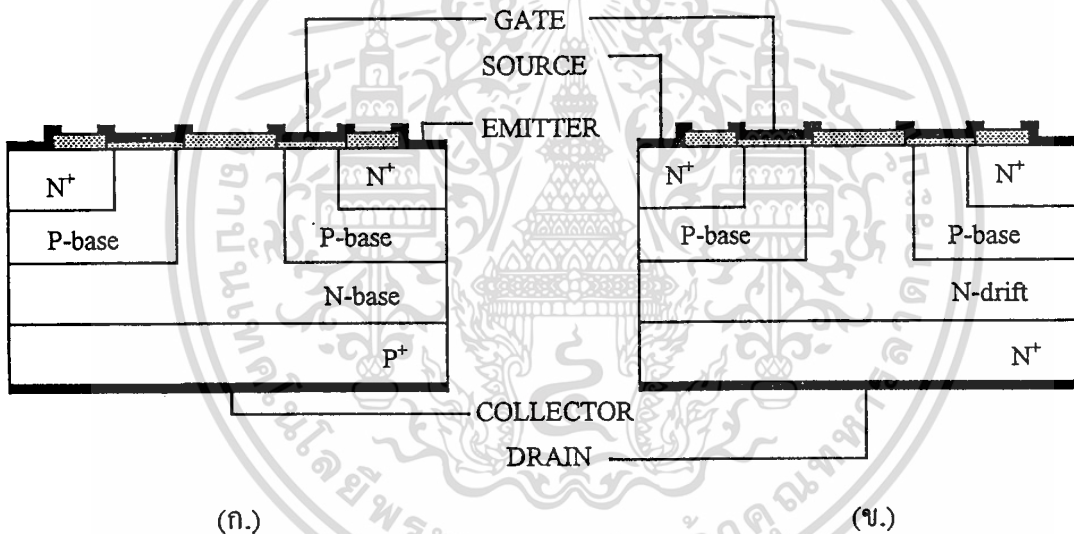 GATE
SOURCE
EMITTER
N⁺
N⁺
P-base
P-base
N-base
P⁺
N⁺
N⁺
P-base
P-base
N-drift
N⁺
COLLECTOR
DRAIN
(ก.)
(ข.)